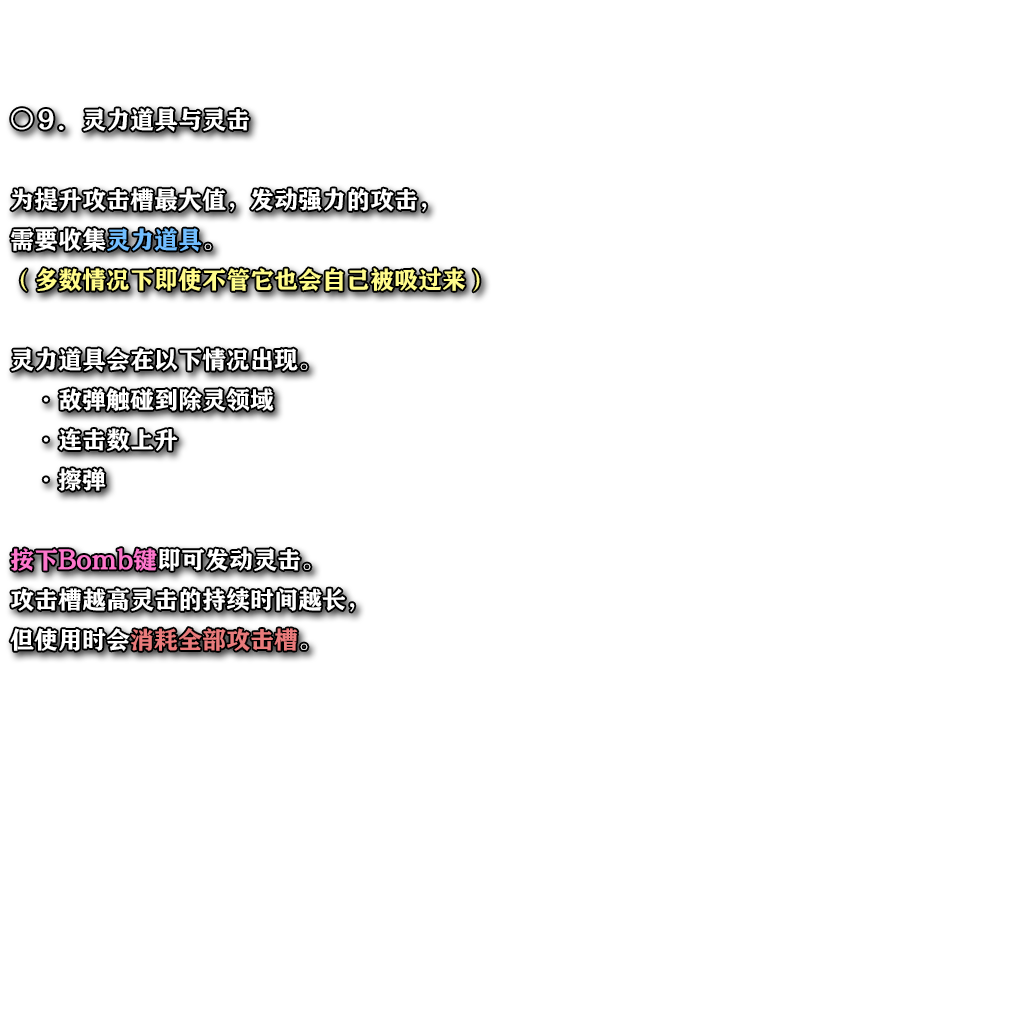 ◎９．灵力道具与灵击
为提升攻击槽最大值，发动强力的攻击，
需要收集灵力道具。
（多数情况下即使不管它也会自己被吸过来）
灵力道具会在以下情况出现。
・敌弹触碰到除灵领域
・连击数上升
・擦弹
按下Bomb键即可发动灵击。
攻击槽越高灵击的持续时间越长，
但使用时会消耗全部攻击槽。